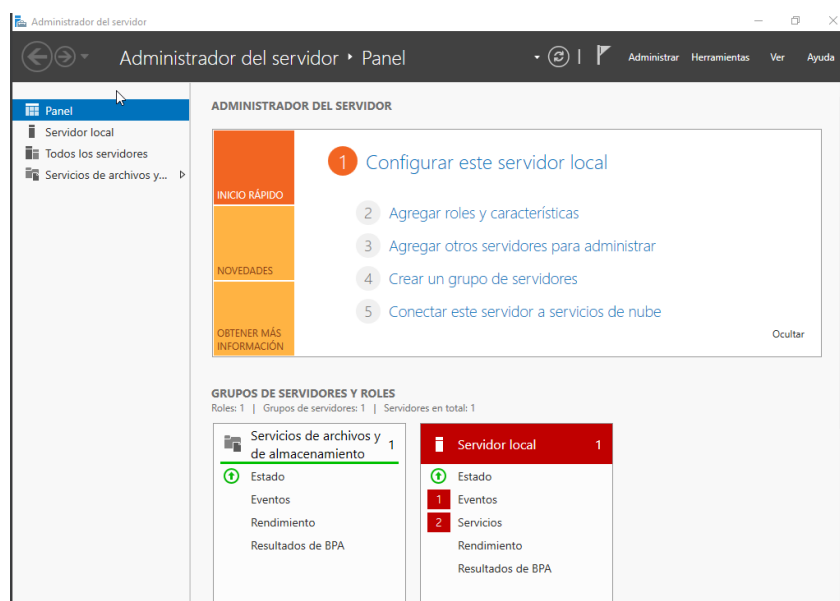 Administrador del servidor
Administrador del servidor ‣ Panel
Administrar Herramientas Ver Ayuda
Panel
Servidor local
Todos los servidores
Servicios de archivos y...
ADMINISTRADOR DEL SERVIDOR
INICIO RÁPIDO
NOVEDADES
OBTENER MÁS
INFORMACIÓN
1 Configurar este servidor local
2 Agregar roles y características
3 Agregar otros servidores para administrar
4 Crear un grupo de servidores
5 Conectar este servidor a servicios de nube
Ocultar
GRUPOS DE SERVIDORES Y ROLES
Roles: 1 | Grupos de servidores: 1 | Servidores en total: 1
Servicios de archivos y
de almacenamiento
1
Estado
Eventos
Rendimiento
Resultados de BPA
Servidor local 1
Estado
1 Eventos
2 Servicios
Rendimiento
Resultados de BPA